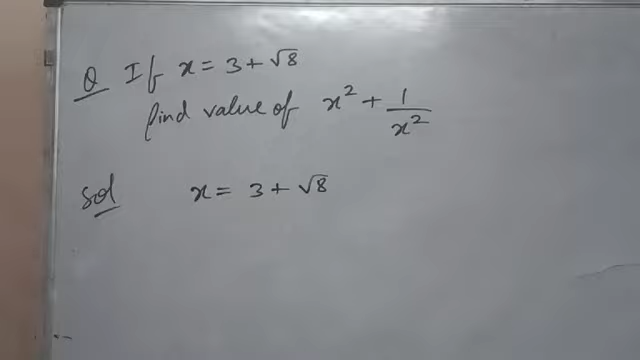 Q If x = 3 + √8
find value of x² + 1/x²
Sol x = 3 + √8